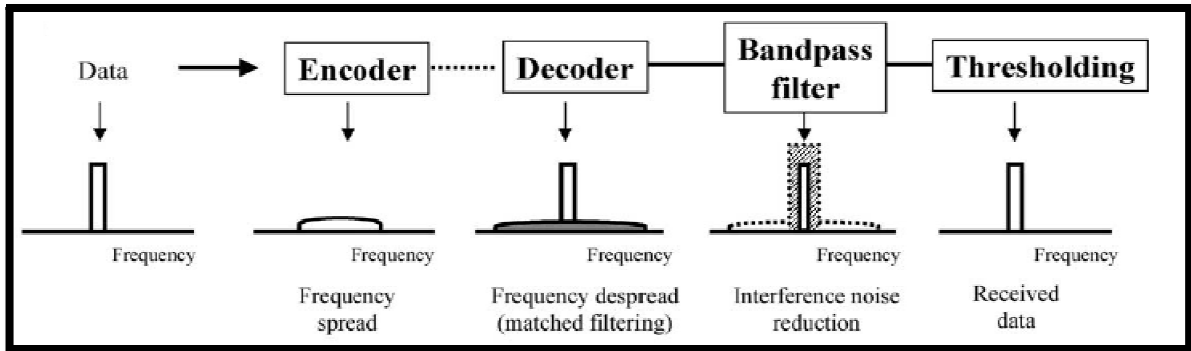 Data
Encoder
Decoder
Bandpass
filter
Thresholding
Frequency
Frequency
Frequency
Frequency
Frequency
Frequency
spread
Frequency despread
(matched filtering)
Interference noise
reduction
Received
data